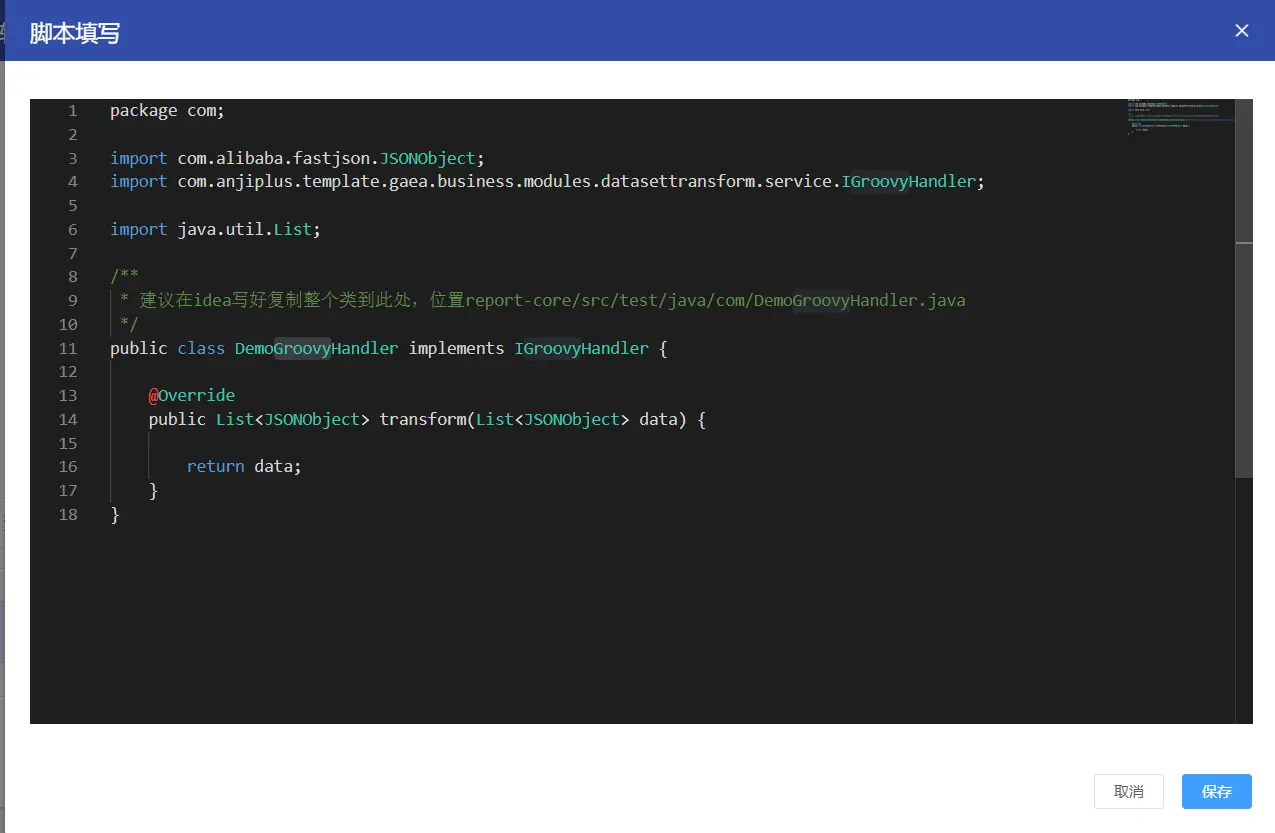 脚本填写
1 package com;
2
3 import com.alibaba.fastjson.JSONObject;
4 import com.anjiplus.template.gaea.business.modules.datasettransform.service.IGroovyHandler;
5
6 import java.util.List;
7
8 /**
9  * 建议在idea写好复制整个类到此处，位置report-core/src/test/java/com/DemoGroovyHandler.java
10  */
11 public class DemoGroovyHandler implements IGroovyHandler {
12
13     @Override
14     public List<JSONObject> transform(List<JSONObject> data) {
15
16         return data;
17     }
18 }
取消 保存